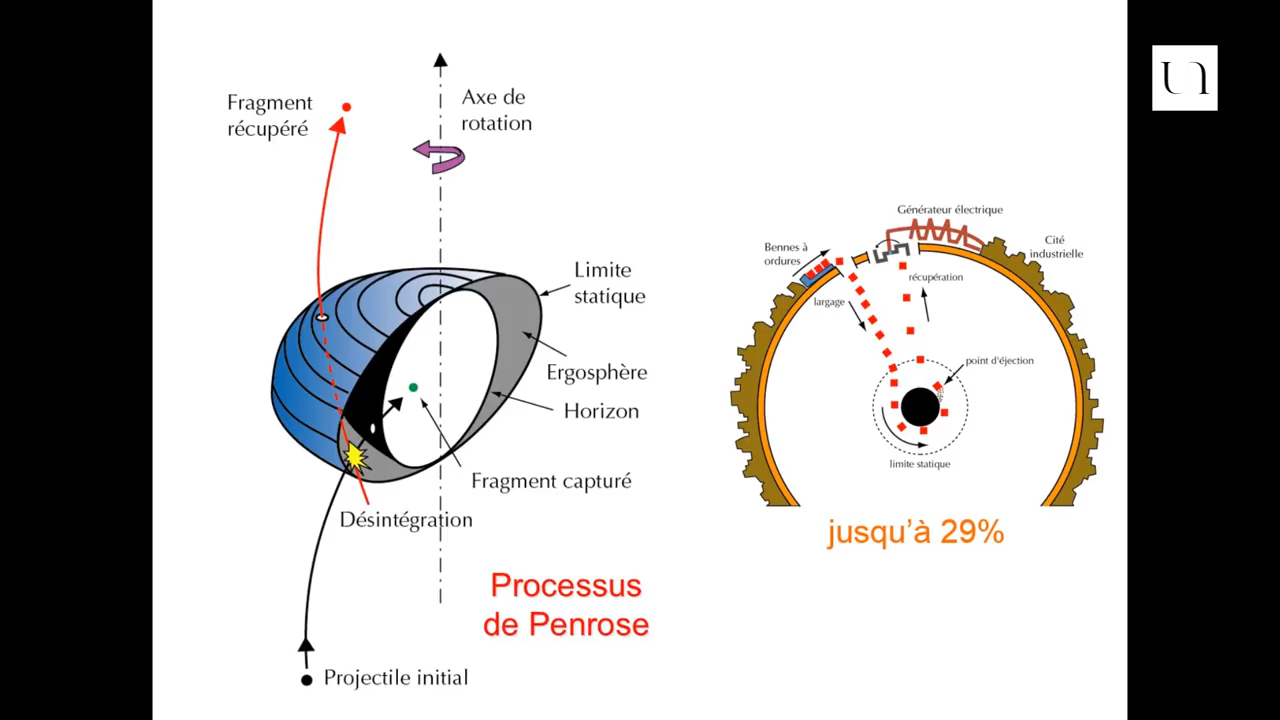 Fragment
récupéré
Axe de
rotation
Limite
statique
Ergosphère
Horizon
Fragment capturé
Désintégration
Processus
de Penrose
Projectile initial
Générateur électrique
Bennes à
ordures
Cité
industrielle
récupération
largage
point d'éjection
limite statique
jusqu'à 29%